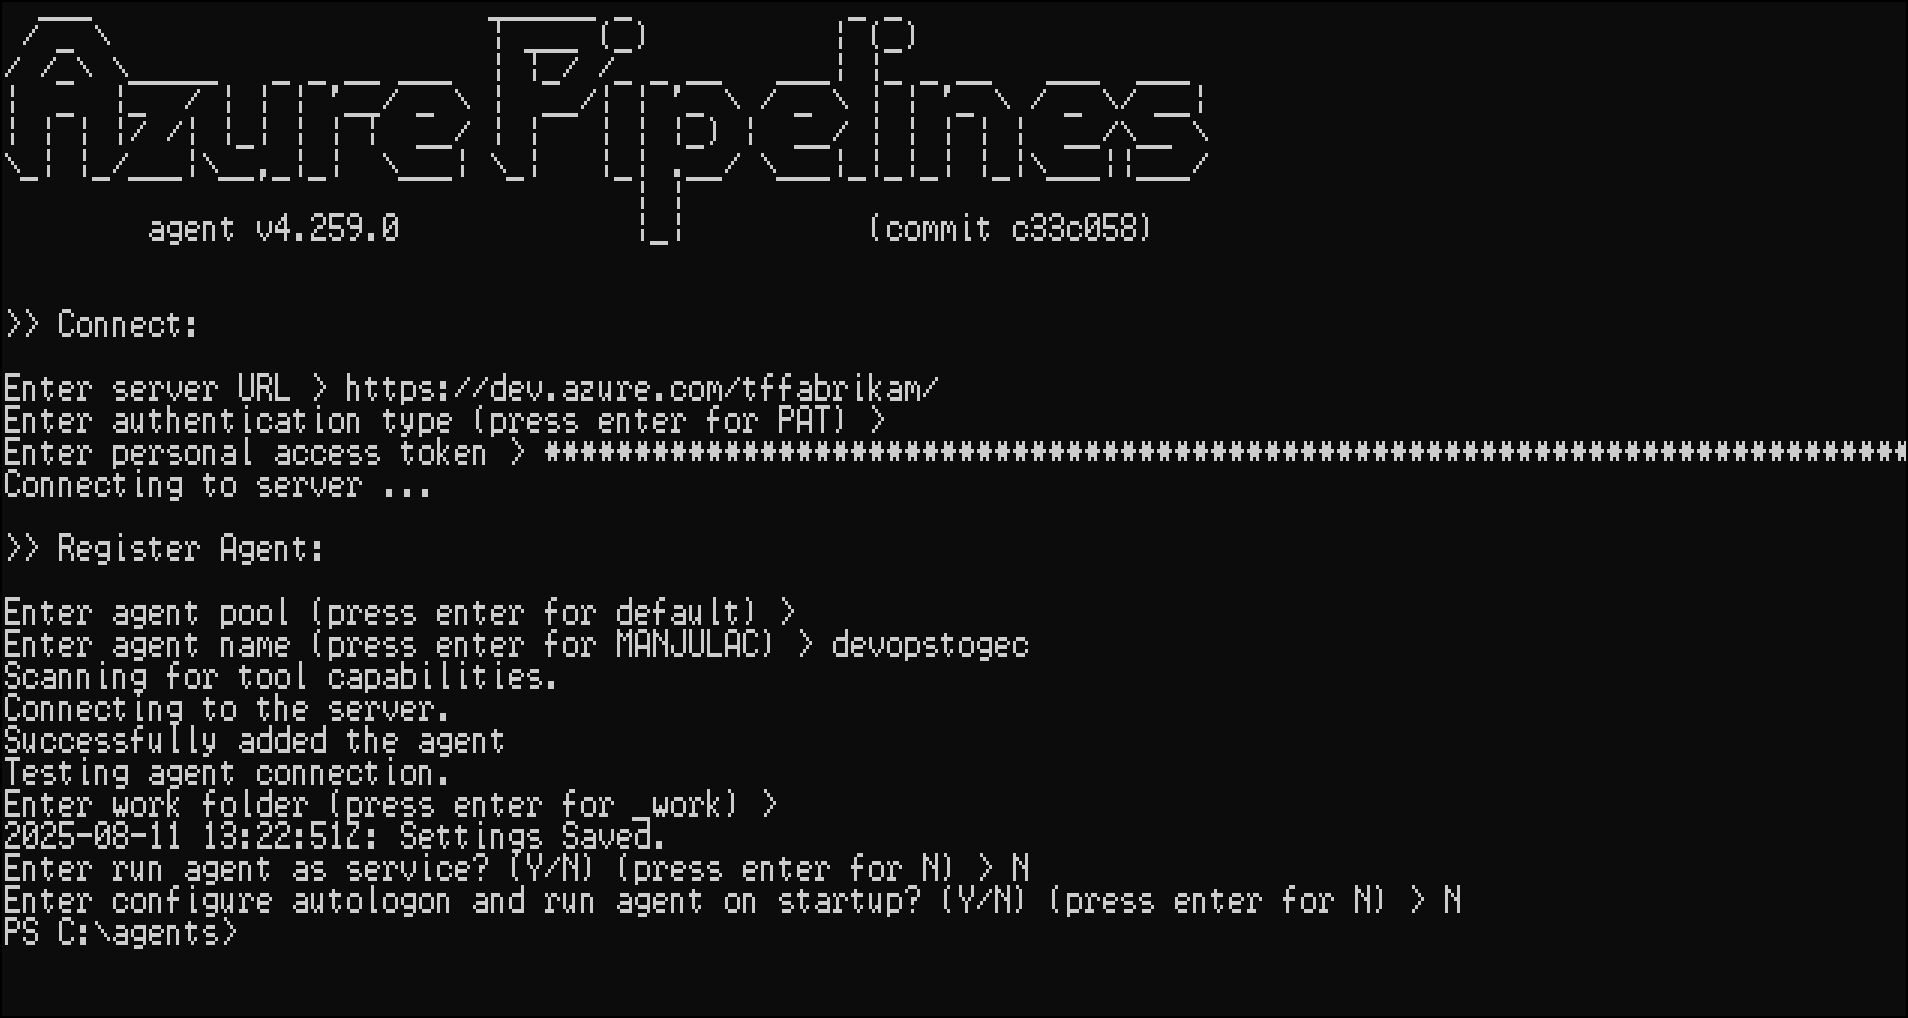 Azure Pipelines
agent v4.259.0 (commit c33c058)
>> Connect:
Enter server URL > https://dev.azure.com/tffabrikam/
Enter authentication type (press enter for PAT) >
Enter personal access token > ****************************************************************************
Connecting to server ...
>> Register Agent:
Enter agent pool (press enter for default) >
Enter agent name (press enter for MANJULAC) > devopstogec
Scanning for tool capabilities.
Connecting to the server.
Successfully added the agent
Testing agent connection.
Enter work folder (press enter for _work) >
2025-08-11 13:22:51Z: Settings Saved.
Enter run agent as service? (Y/N) (press enter for N) > N
Enter configure autologon and run agent on startup? (Y/N) (press enter for N) > N
PS C:\agents>